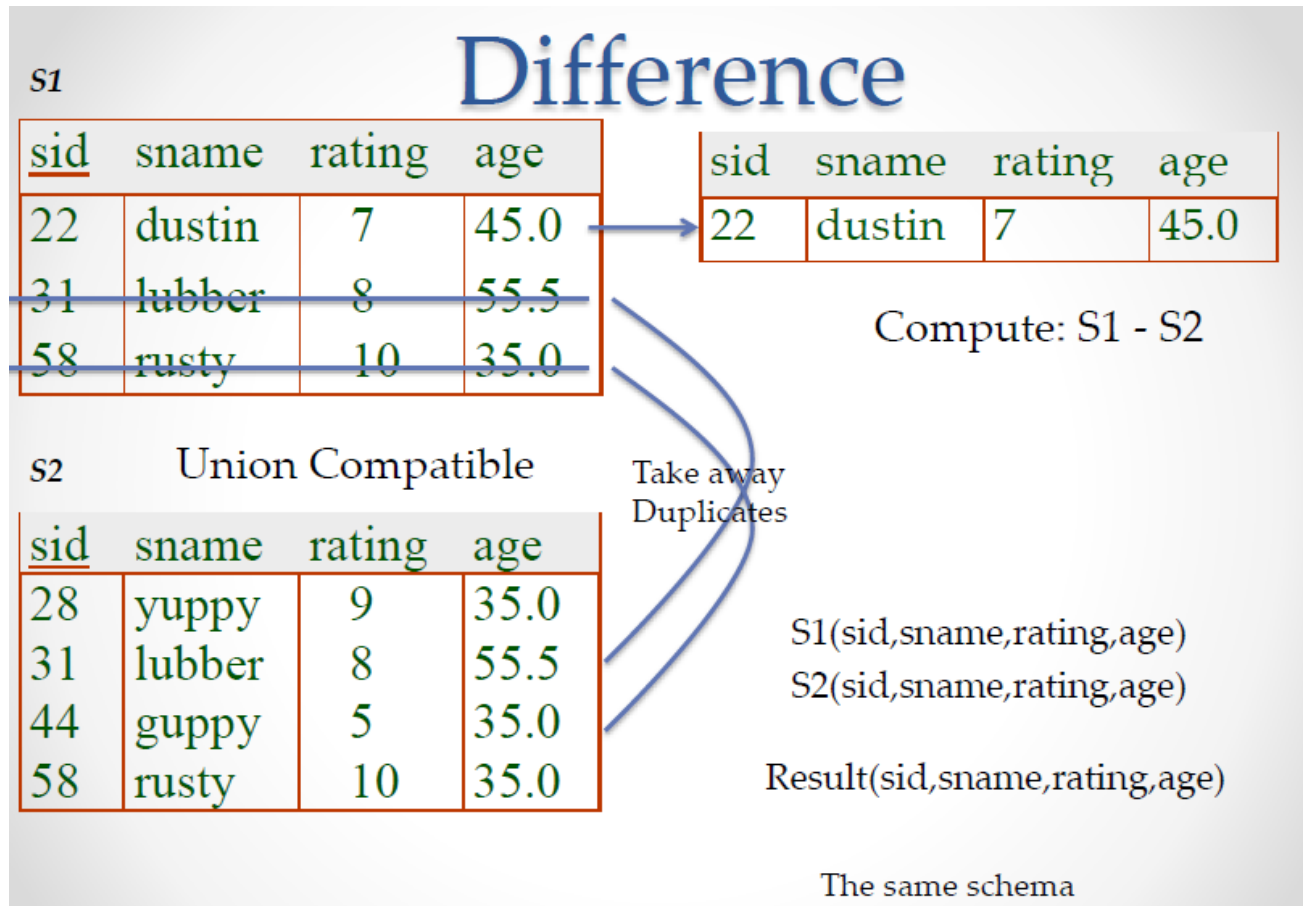 Difference
S1
sid sname rating age
22 dustin 7 45.0
31 lubber 8 55.5
58 rusty 10 35.0
sid sname rating age
22 dustin 7 45.0
Compute: S1 - S2
S2 Union Compatible
Take away
Duplicates
sid sname rating age
28 yuppy 9 35.0
31 lubber 8 55.5
44 guppy 5 35.0
58 rusty 10 35.0
S1(sid,sname,rating,age)
S2(sid,sname,rating,age)
Result(sid,sname,rating,age)
The same schema